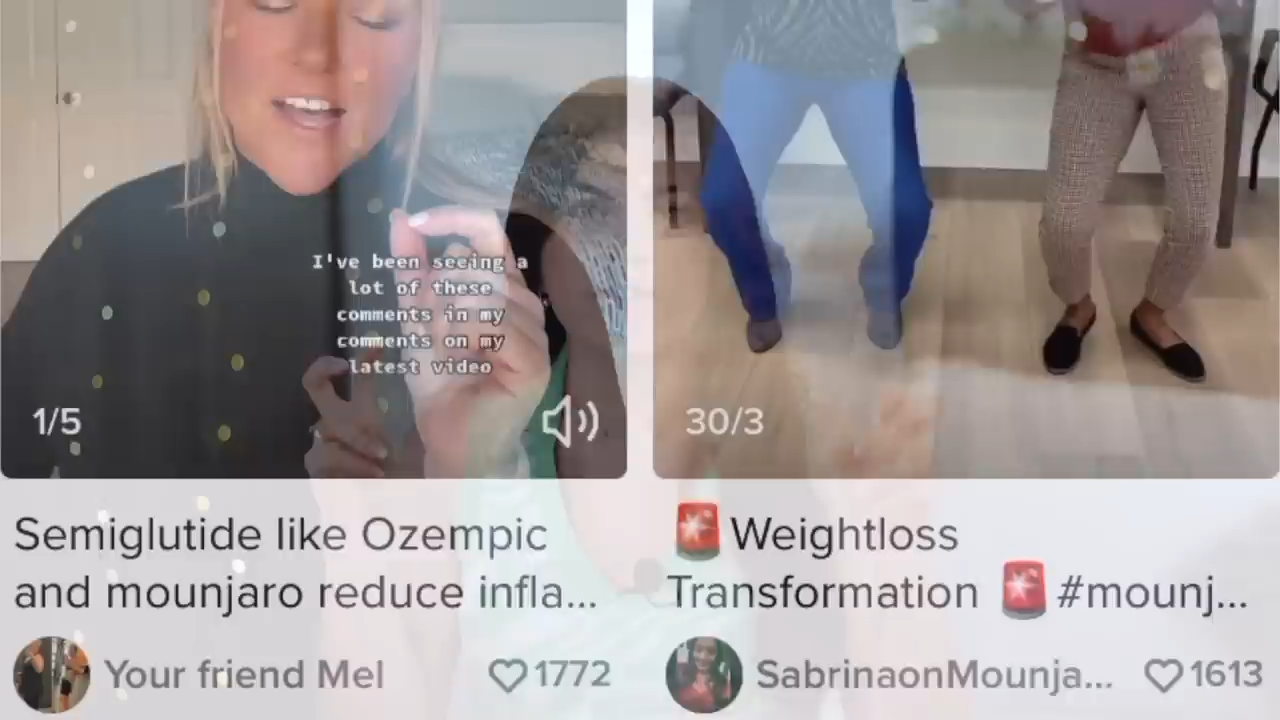 I've been seeing a
lot of these
comments in my
comments on my
latest video
1/5
30/3
Semiglutide like Ozempic
and mounjaro reduce infla...
🚨 Weightloss
Transformation 🚨 #mounj...
Your friend Mel
1772
SabrinaonMounja...
1613